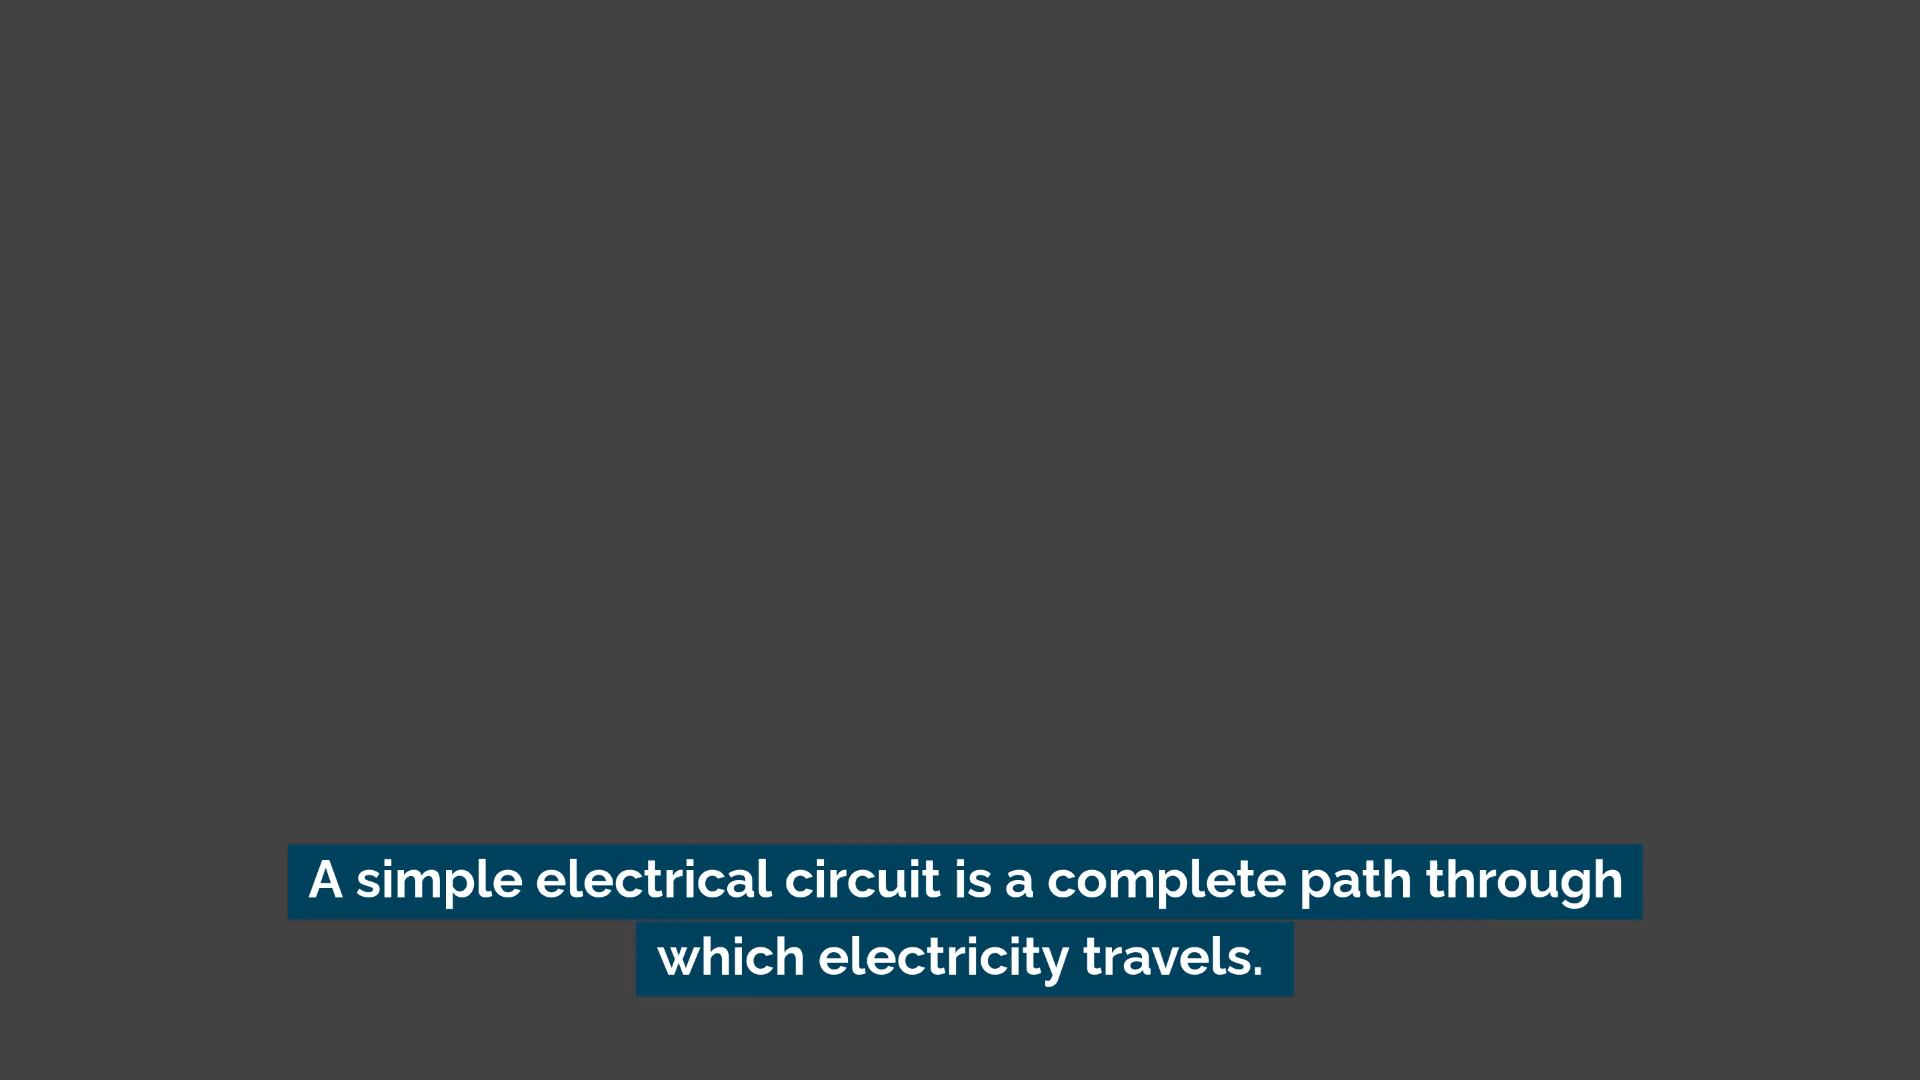 A simple electrical circuit is a complete path through
which electricity travels.